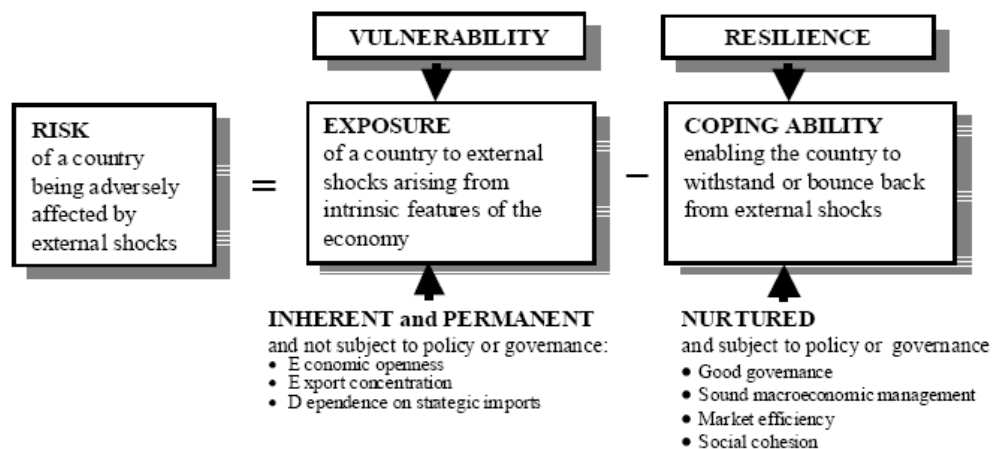 VULNERABILITY
RESILIENCE
RISK
of a country
being adversely
affected by
external shocks
=
EXPOSURE
of a country to external
shocks arising from
intrinsic features of the
economy
–
COPING ABILITY
enabling the country to
withstand or bounce back
from external shocks
INHERENT and PERMANENT
and not subject to policy or governance:
• E conomic openness
• E xport concentration
• D ependence on strategic imports
NURTURED
and subject to policy or governance
• Good governance
• Sound macroeconomic management
• Market efficiency
• Social cohesion